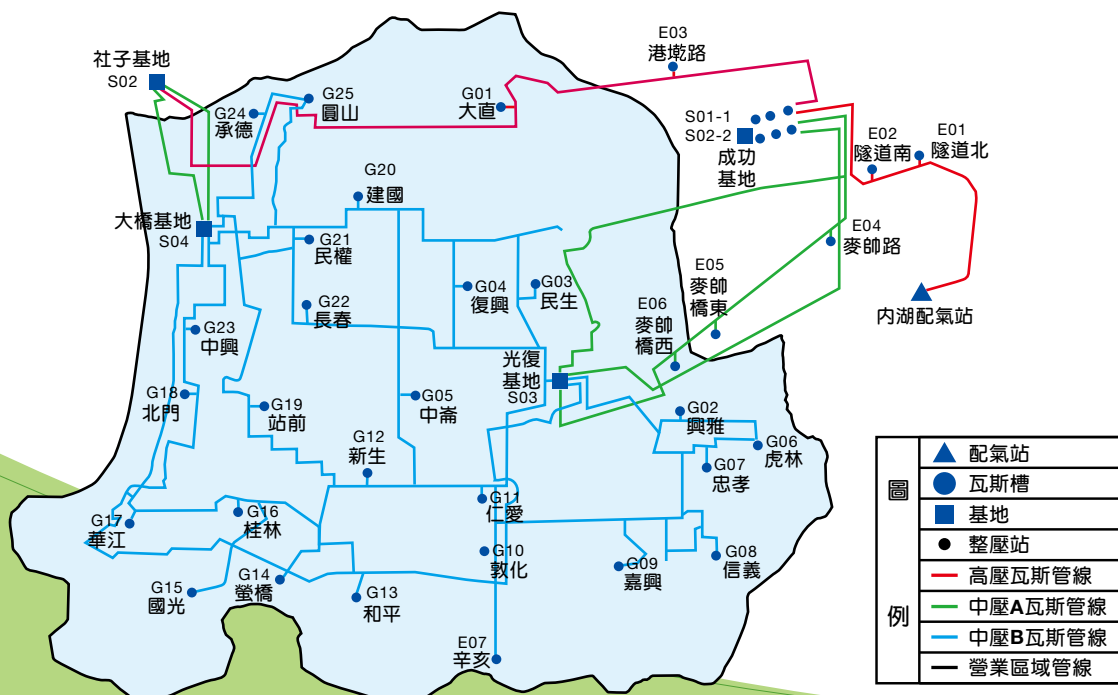 社子基地
S02
G24
承德
G25
圓山
G01
大直
E03
港墘路
S01-1
S02-2
成功
基地
E02
隧道南
E01
隧道北
G20
建國
大橋基地
S04
G21
民權
G22
長春
G04
復興
G03
民生
E04
麥帥路
E05
麥帥
橋東
E06
麥帥
橋西
內湖配氣站
G23
中興
光復
基地
S03
G18
北門
G19
站前
G05
中崙
G02
興雅
G06
虎林
G07
忠孝
G12
新生
G11
仁愛
G17
華江
G16
桂林
G10
敦化
G09
嘉興
G08
信義
G15
國光
G14
螢橋
G13
和平
E07
辛亥
圖例
配氣站
瓦斯槽
基地
整壓站
高壓瓦斯管線
中壓A瓦斯管線
中壓B瓦斯管線
營業區域管線